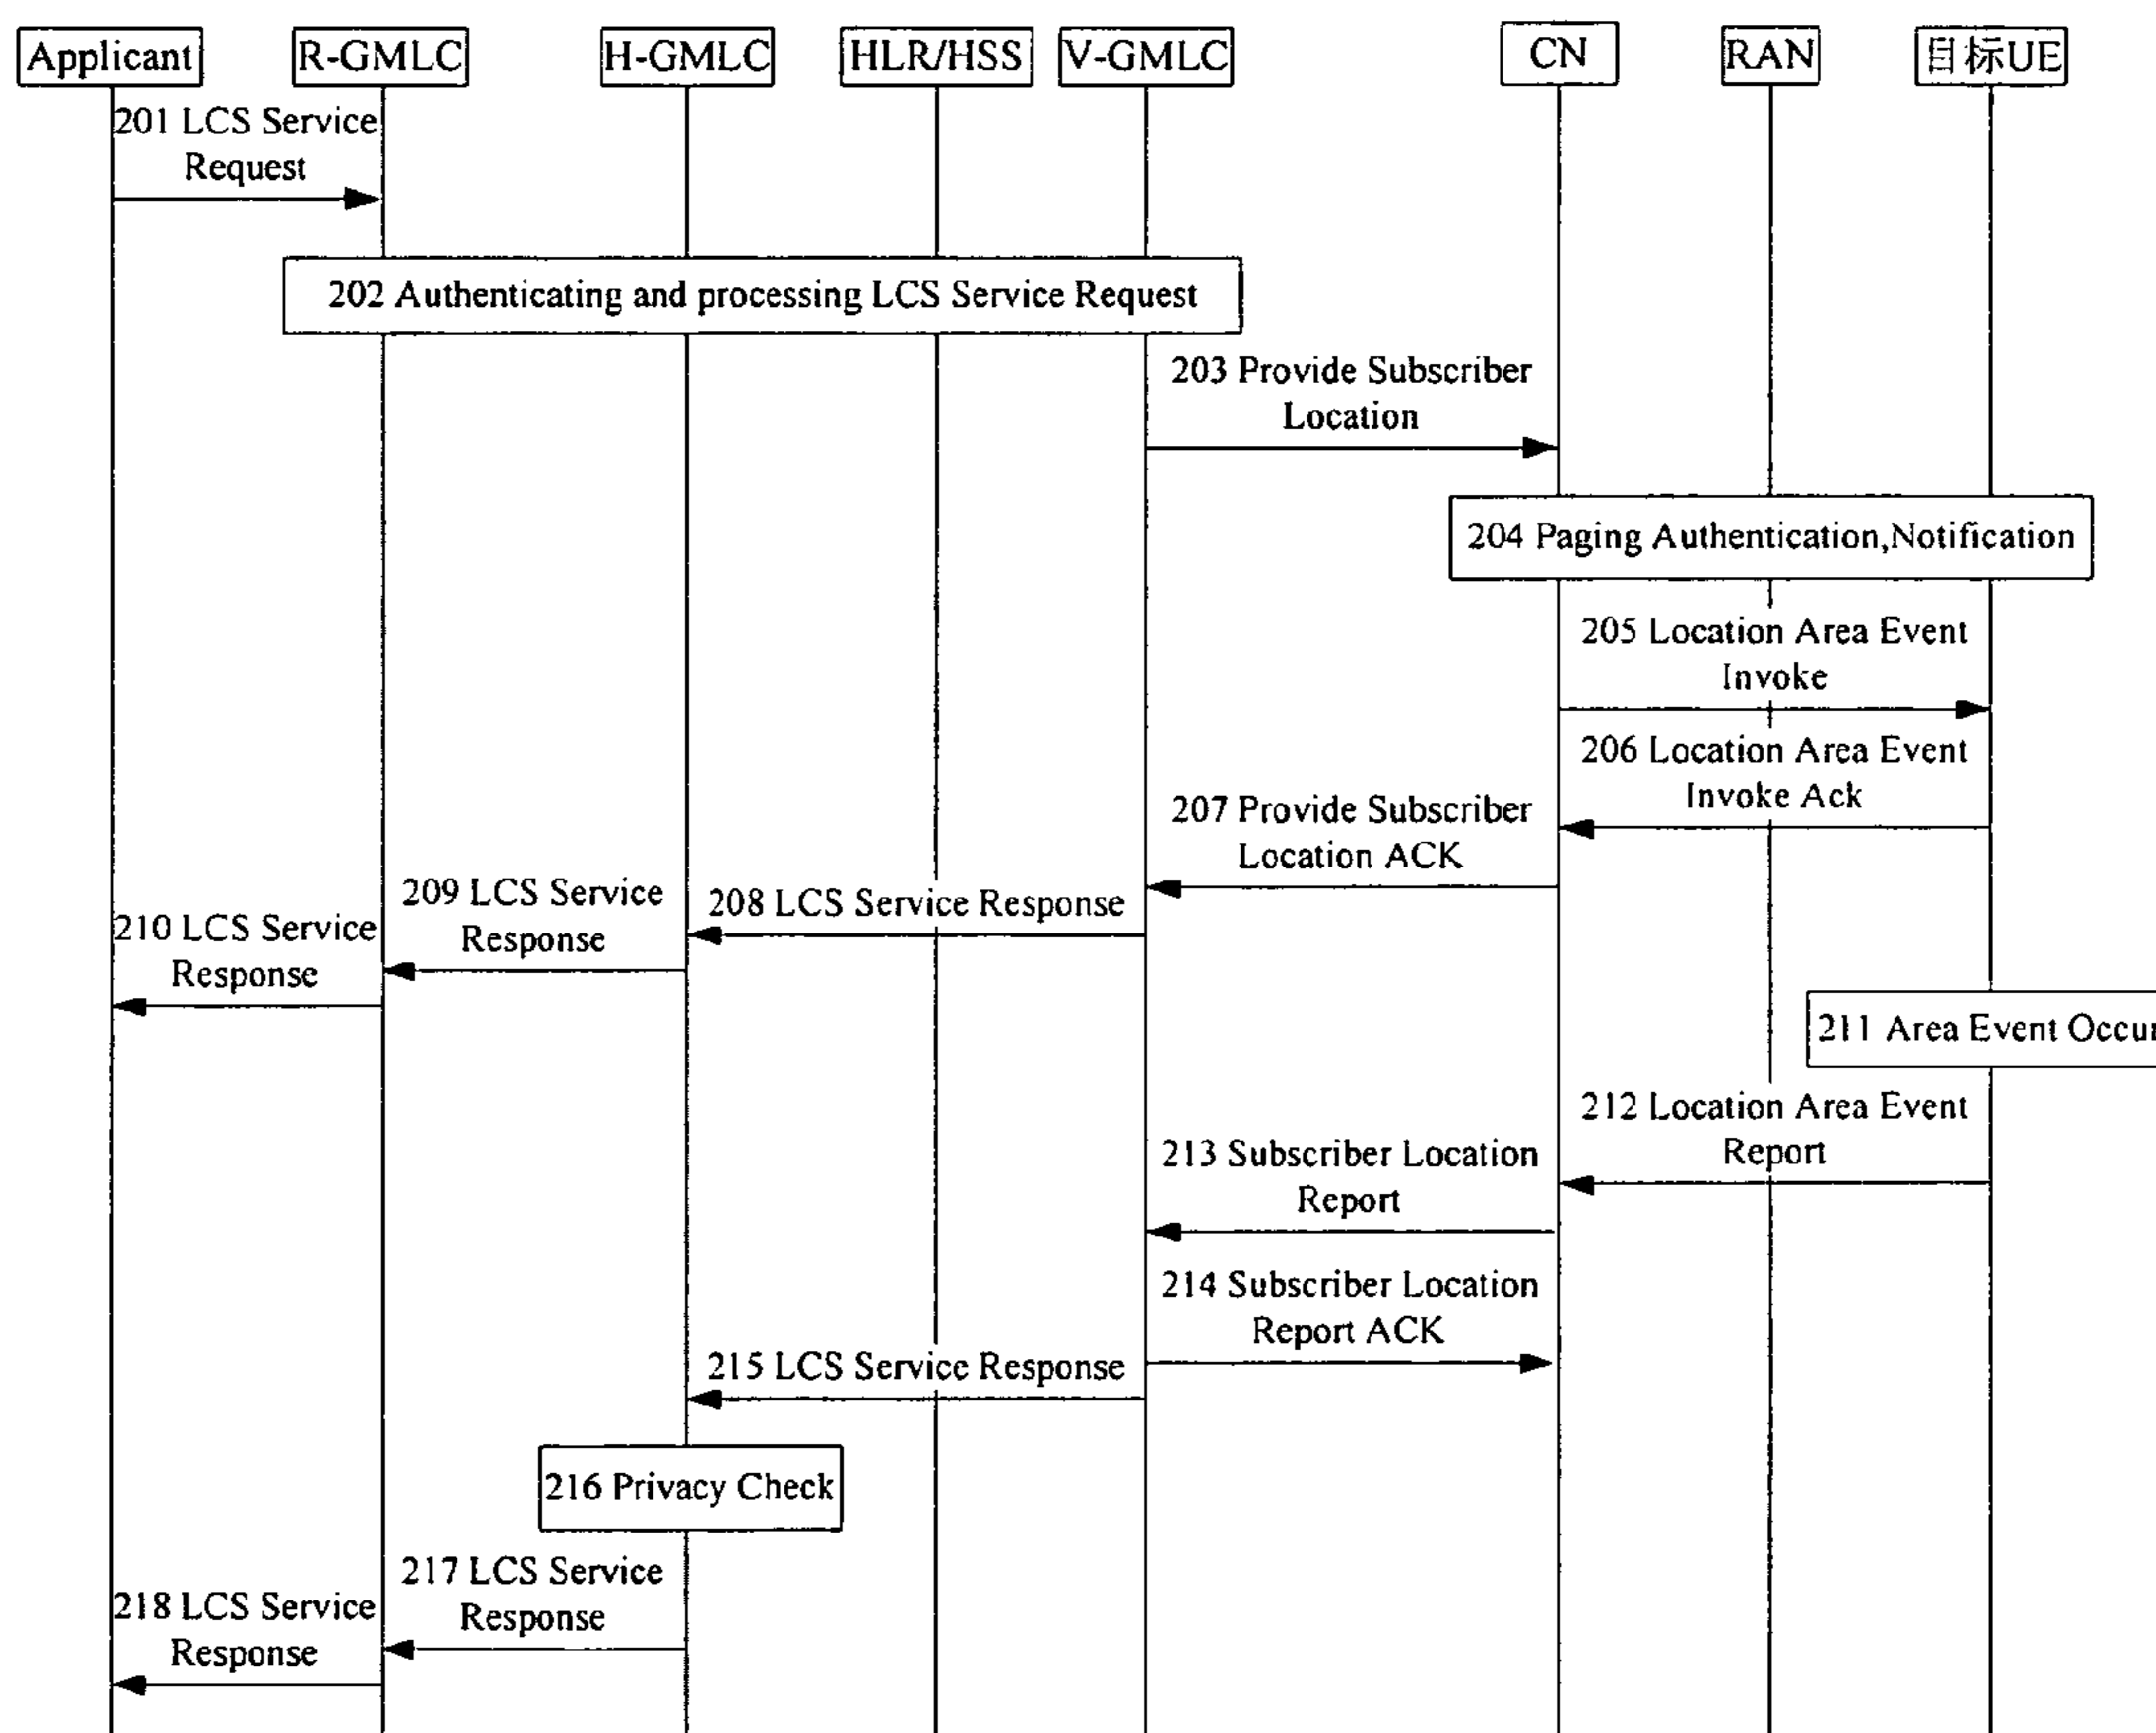 Applicant
R-GMLC
H-GMLC
HLR/HSS
V-GMLC
CN
RAN
目标UE
201 LCS Service
Request
202 Authenticating and processing LCS Service Request
203 Provide Subscriber
Location
204 Paging Authentication,Notification
205 Location Area Event
Invoke
206 Location Area Event
Invoke Ack
207 Provide Subscriber
Location ACK
208 LCS Service Response
209 LCS Service
Response
210 LCS Service
Response
211 Area Event Occur
212 Location Area Event
Report
213 Subscriber Location
Report
214 Subscriber Location
Report ACK
215 LCS Service Response
216 Privacy Check
217 LCS Service
Response
218 LCS Service
Response